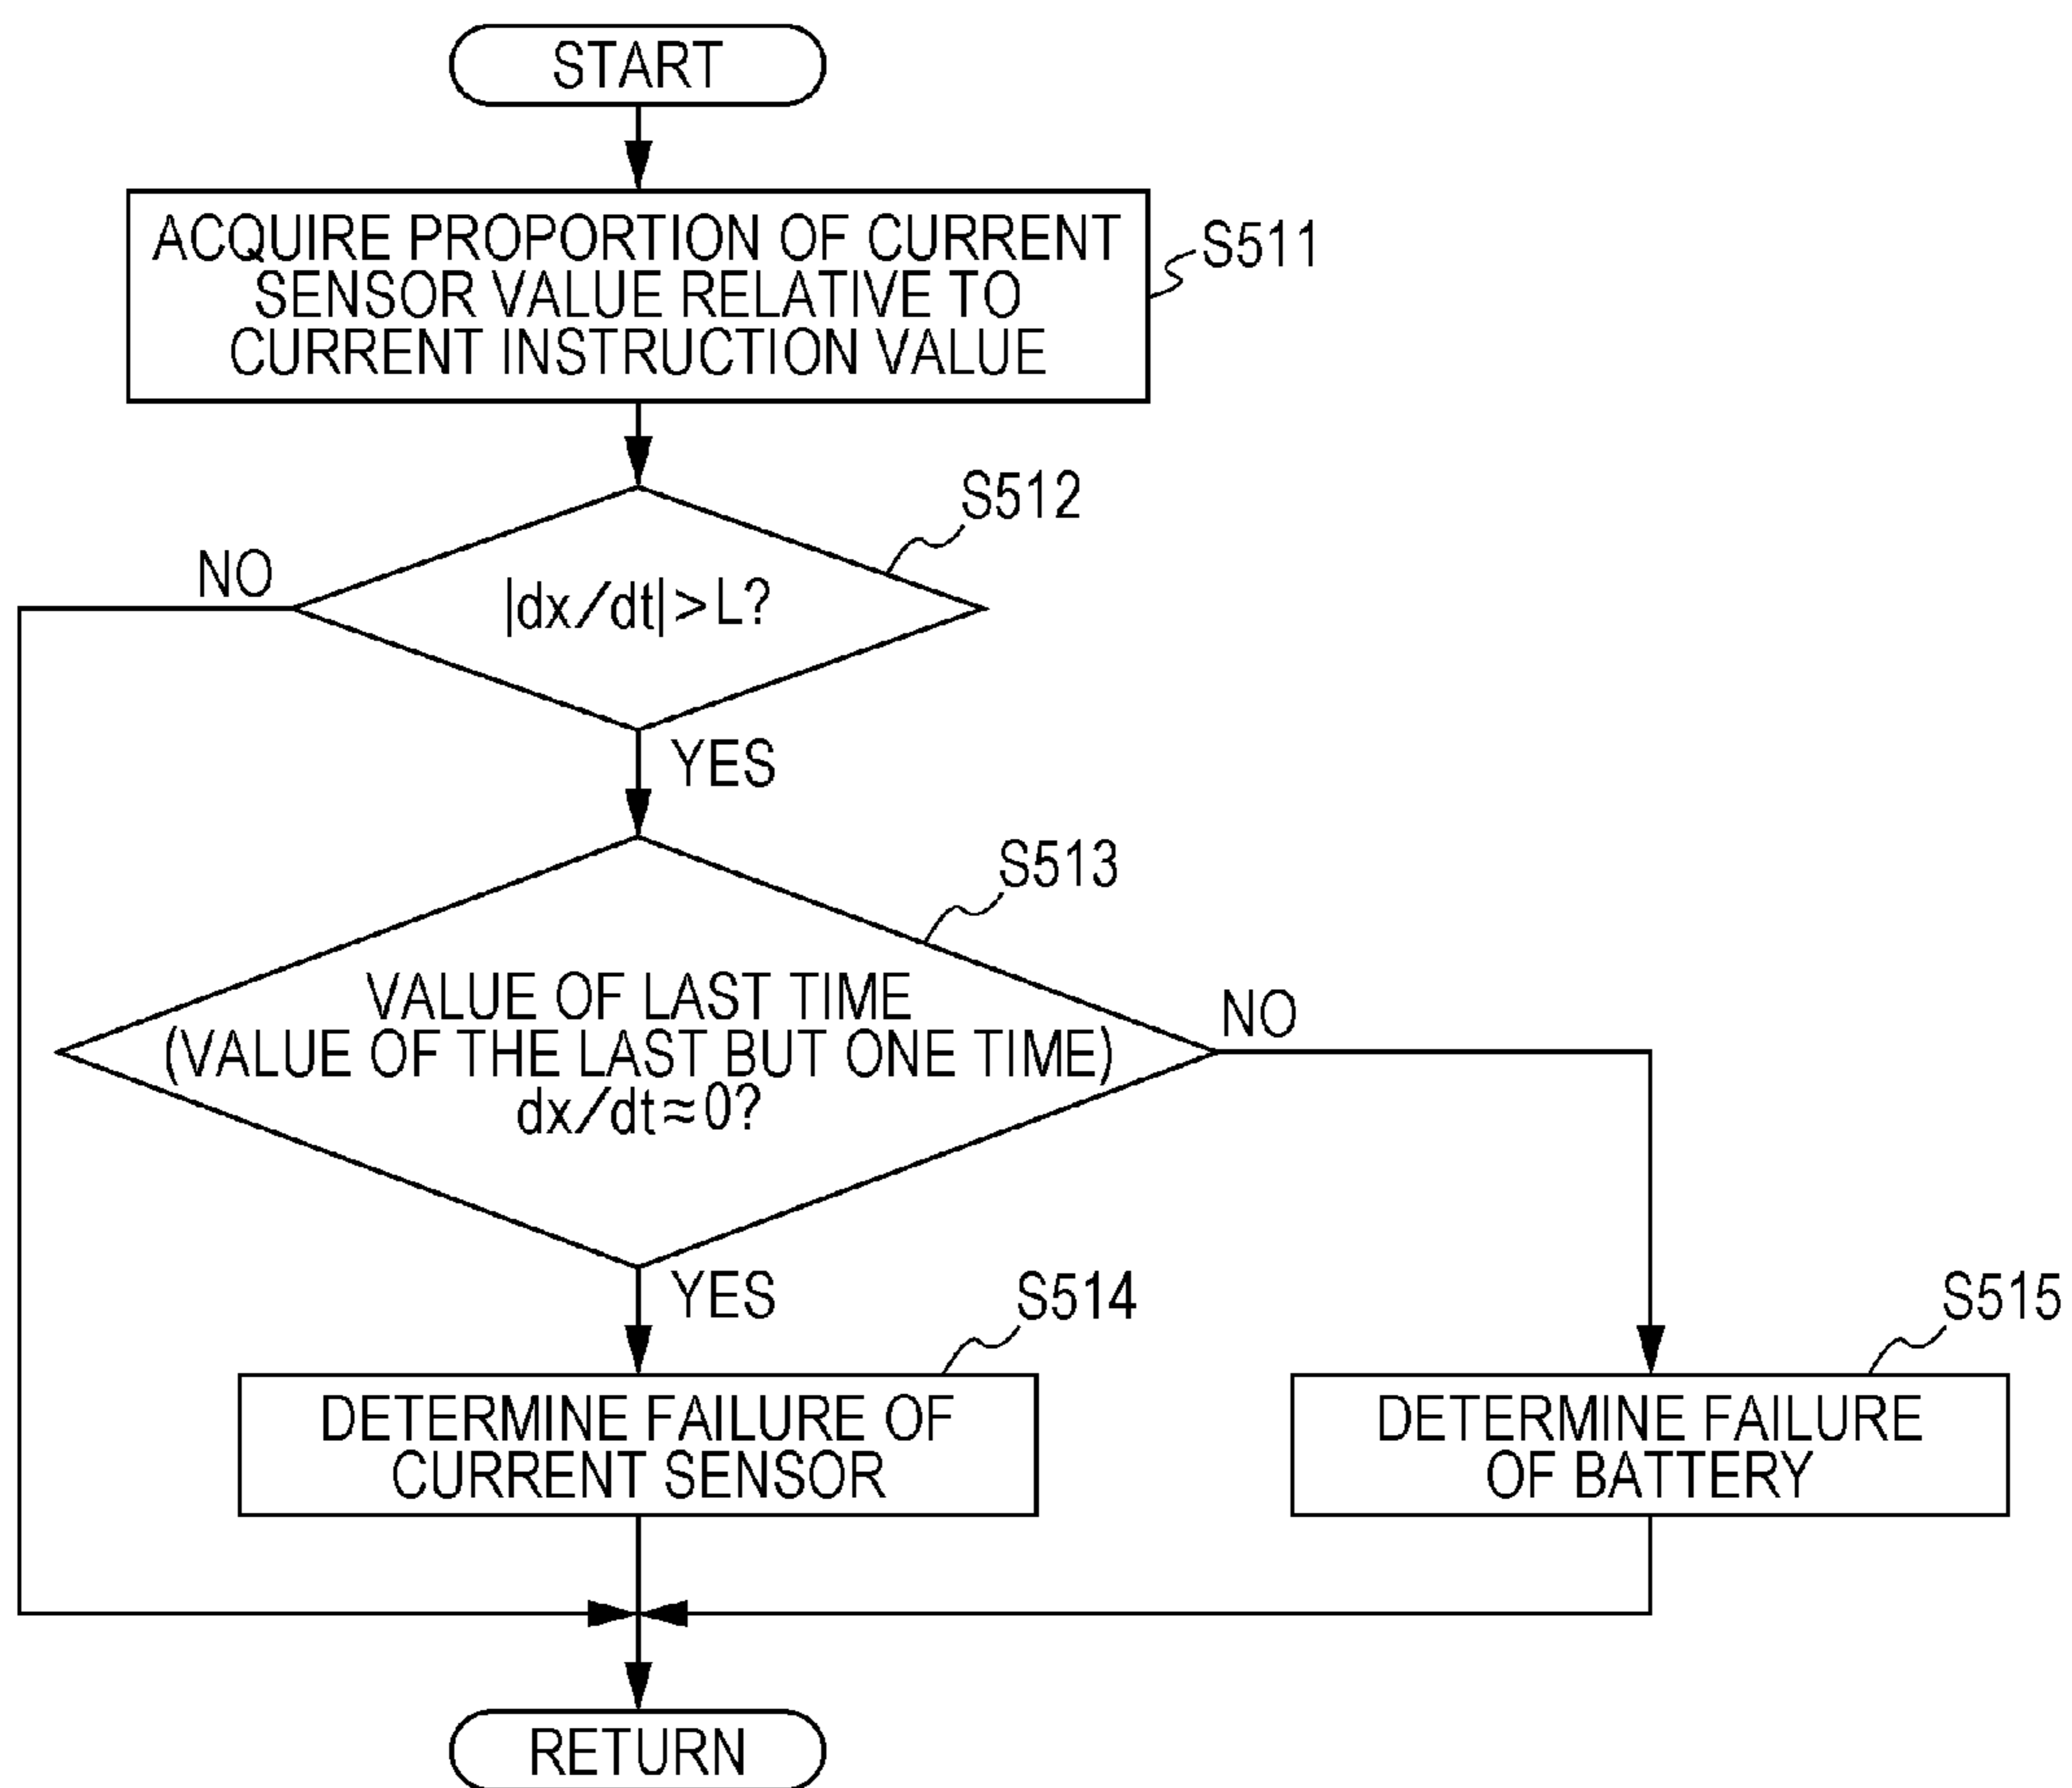 START
ACQUIRE PROPORTION OF CURRENT
SENSOR VALUE RELATIVE TO
CURRENT INSTRUCTION VALUE
S511
S512
NO
|dx/dt|>L?
YES
S513
VALUE OF LAST TIME
(VALUE OF THE LAST BUT ONE TIME)
dx/dt≈0?
NO
YES
S514
S515
DETERMINE FAILURE OF
CURRENT SENSOR
DETERMINE FAILURE
OF BATTERY
RETURN